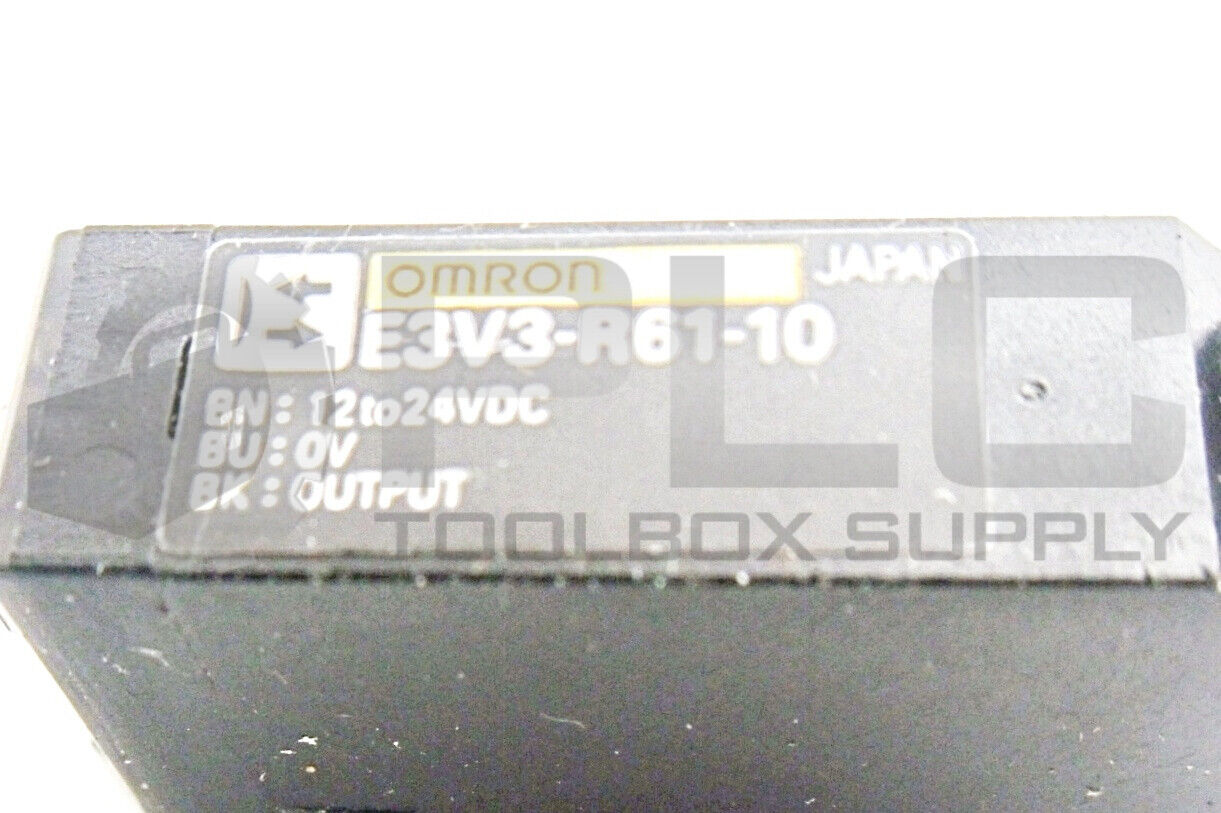 OMRON JAPAN
E3V3-R61-10
BN : 12to24VDC
BU : 0V
BK : OUTPUT
PLC
TOOLBOX SUPPLY